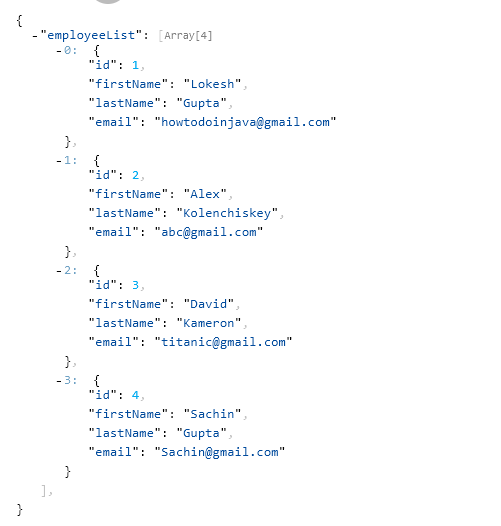 {
-"employeeList": [Array[4]
-0: {
"id": 1,
"firstName": "Lokesh",
"lastName": "Gupta",
"email": "howtodoinjava@gmail.com"
},
-1: {
"id": 2,
"firstName": "Alex",
"lastName": "Kolenchiskey",
"email": "abc@gmail.com"
},
-2: {
"id": 3,
"firstName": "David",
"lastName": "Kameron",
"email": "titanic@gmail.com"
},
-3: {
"id": 4,
"firstName": "Sachin",
"lastName": "Gupta",
"email": "Sachin@gmail.com"
}
],
}